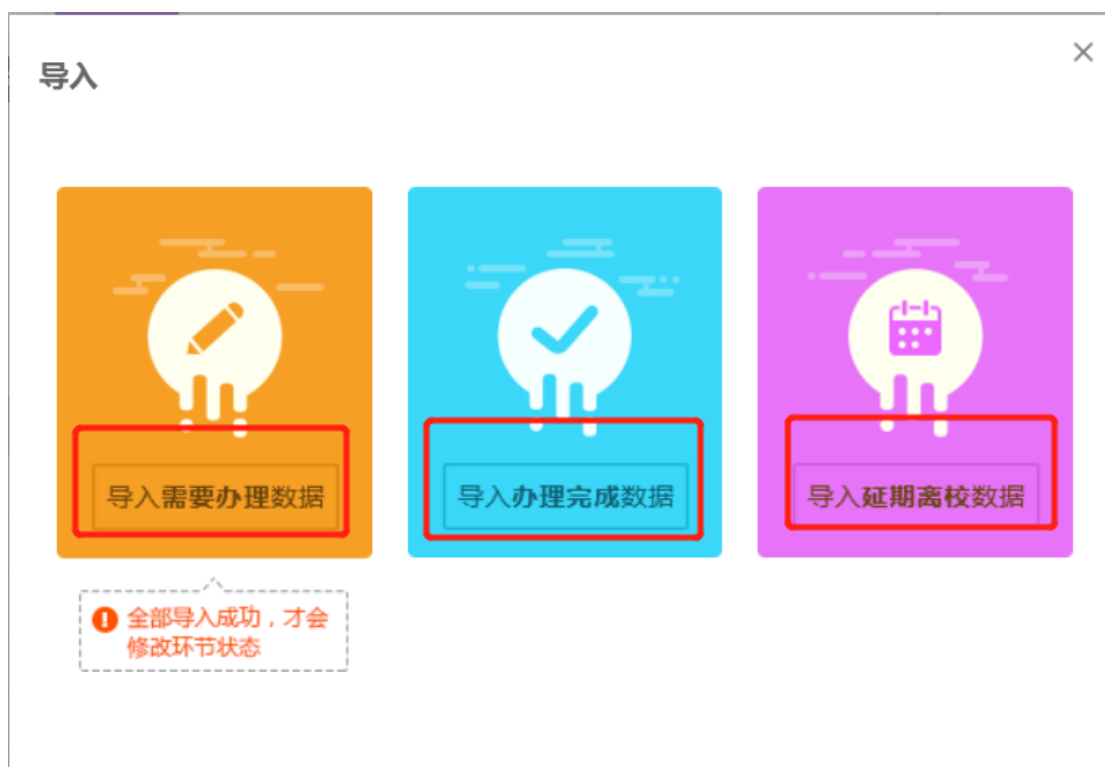 导入
导入需要办理数据
导入办理完成数据
导入延期离校数据
全部导入成功，才会
修改环节状态